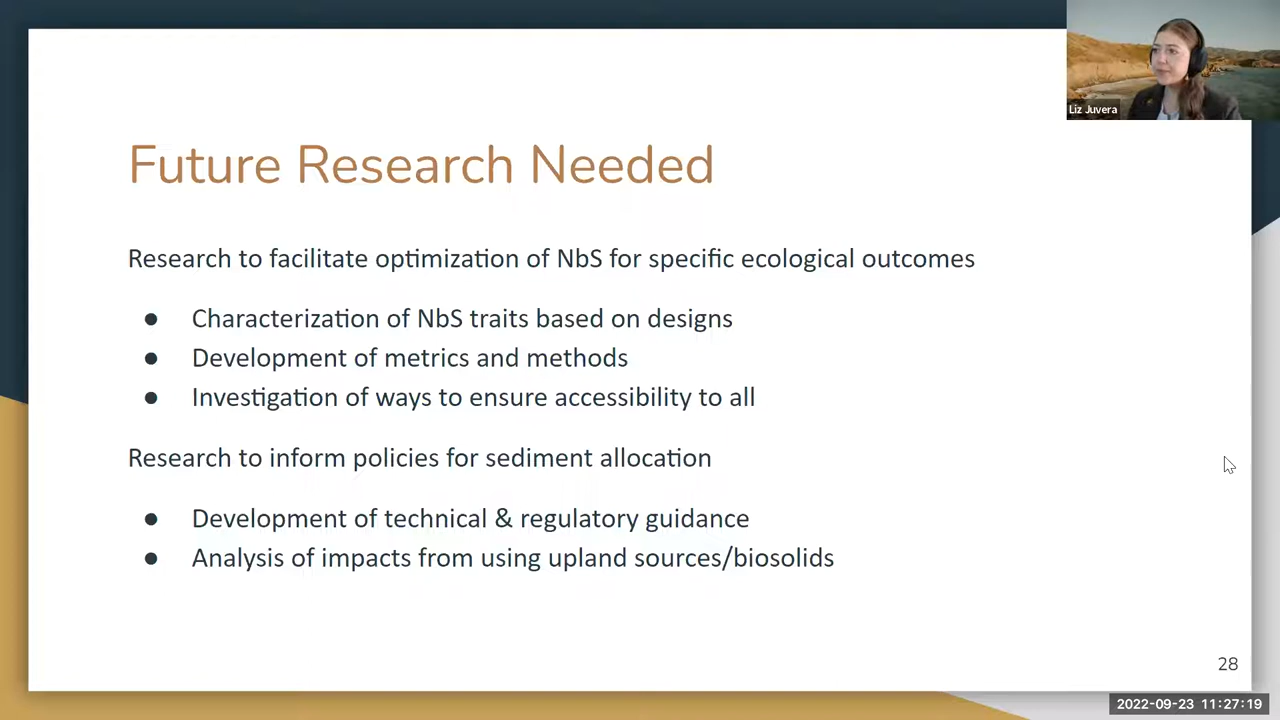 Liz Juvera
Future Research Needed
Research to facilitate optimization of NbS for specific ecological outcomes
● Characterization of NbS traits based on designs
● Development of metrics and methods
● Investigation of ways to ensure accessibility to all
Research to inform policies for sediment allocation
● Development of technical & regulatory guidance
● Analysis of impacts from using upland sources/biosolids
28
2022-09-23 11:27:19